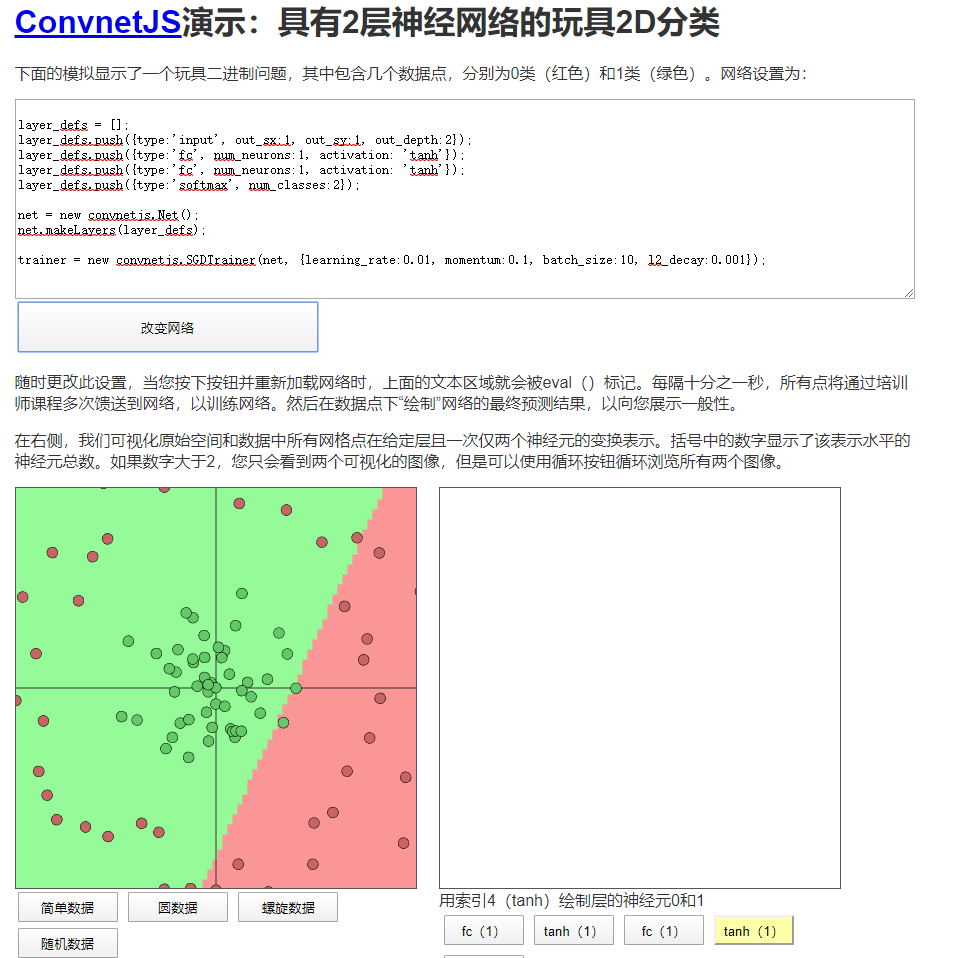 ConvnetJS演示：具有2层神经网络的玩具2D分类
下面的模拟显示了一个玩具二进制问题，其中包含几个数据点，分别为0类（红色）和1类（绿色）。网络设置为：
layer_defs = [];
layer_defs.push({type:'input', out_sx:1, out_sy:1, out_depth:2});
layer_defs.push({type:'fc', num_neurons:1, activation: 'tanh'});
layer_defs.push({type:'fc', num_neurons:1, activation: 'tanh'});
layer_defs.push({type:'softmax', num_classes:2});
net = new convnetjs.Net();
net.makeLayers(layer_defs);
trainer = new convnetjs.SGDTrainer(net, {learning_rate:0.01, momentum:0.1, batch_size:10, l2_decay:0.001});
改变网络
随时更改此设置，当您按下按钮并重新加载网络时，上面的文本区域就会被eval（）标记。每隔十分之一秒，所有点将通过培训
师课程多次馈送到网络，以训练网络。然后在数据点下“绘制”网络的最终预测结果，以向您展示一般性。
在右侧，我们可视化原始空间和数据中所有网格点在给定层且一次仅两个神经元的变换表示。括号中的数字显示了该表示水平的
神经元总数。如果数字大于2，您只会看到两个可视化的图像，但是可以使用循环按钮循环浏览所有两个图像。
用索引4（tanh）绘制层的神经元0和1
简单数据 圆数据 螺旋数据
随机数据
fc（1） tanh（1） fc（1） tanh（1）